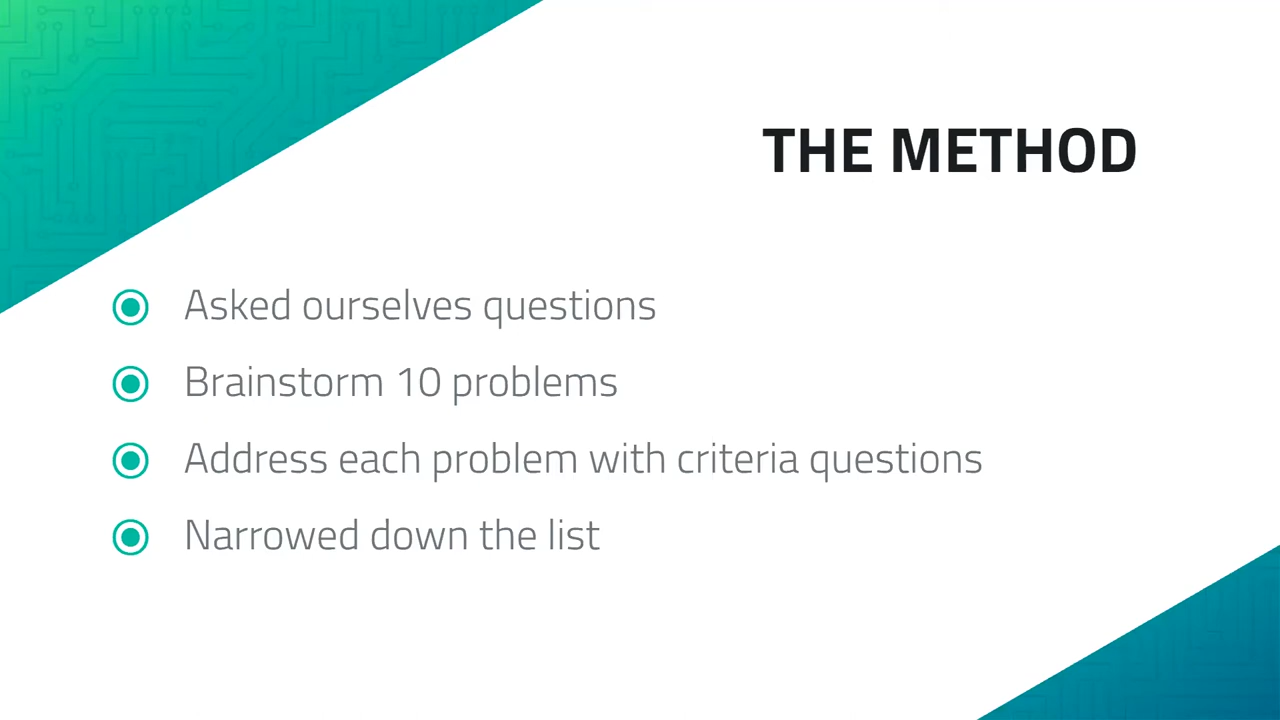 THE METHOD
Asked ourselves questions
Brainstorm 10 problems
Address each problem with criteria questions
Narrowed down the list